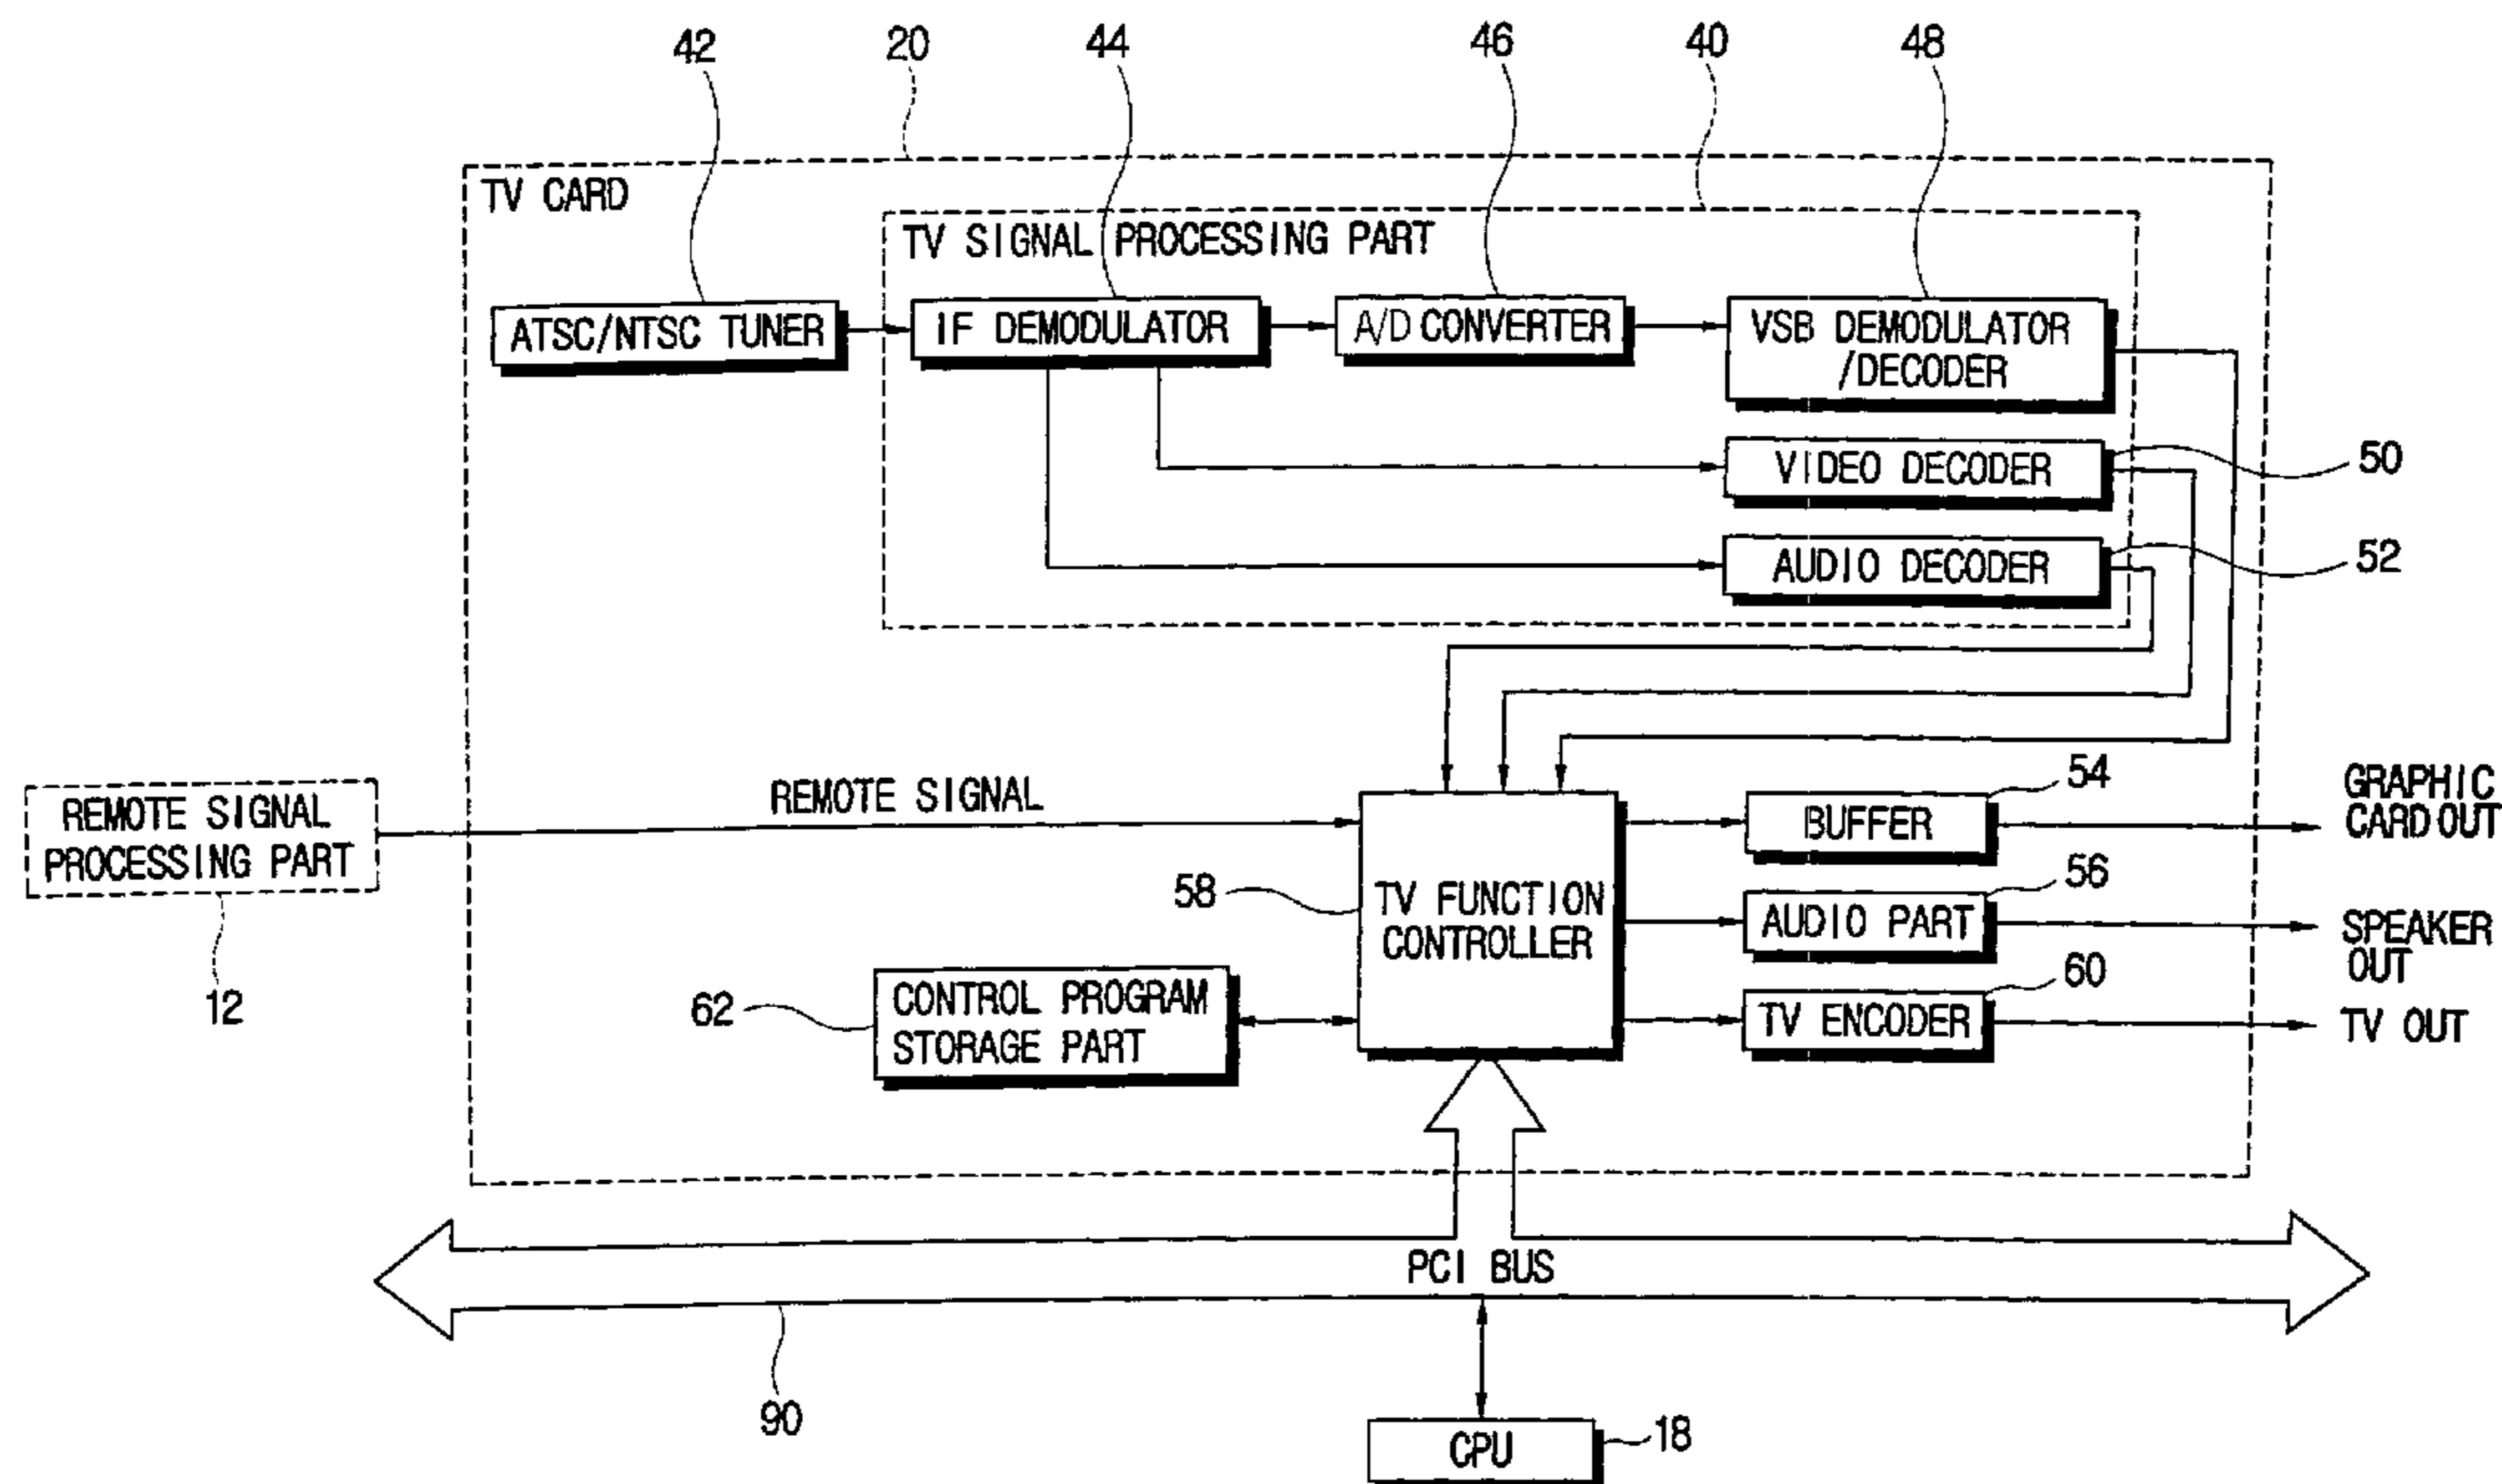 42
20
44
46
40
48
TV CARD
TV SIGNAL PROCESSING PART
ATSC/NTSC TUNER
IF DEMODULATOR
A/D CONVERTER
VSB DEMODULATOR
/DECODER
VIDEO DECODER
50
AUDIO DECODER
52
REMOTE SIGNAL
PROCESSING PART
12
REMOTE SIGNAL
58
TV FUNCTION
CONTROLLER
54
BUFFER
GRAPHIC
CARD OUT
56
AUDIO PART
SPEAKER
OUT
60
TV ENCODER
TV OUT
62
CONTROL PROGRAM
STORAGE PART
PCI BUS
90
CPU
18